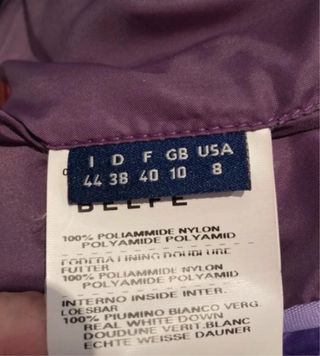 I D F GB USA
44 38 40 10 8
BELFE
100% POLIAMMIDE NYLON
POLYAMIDE POLYAMID
FODERA LINING DOUBLURE
FUTTER
100% POLIAMMIDE NYLON
POLYAMIDE POLYAMID
INTERNO INSIDE INTER.
LOESBAR
100% PIUMINO BIANCO VERG.
REAL WHITE DOWN
DOUDUNE VERIT.BLANC
ECHTE WEISSE DAUNER